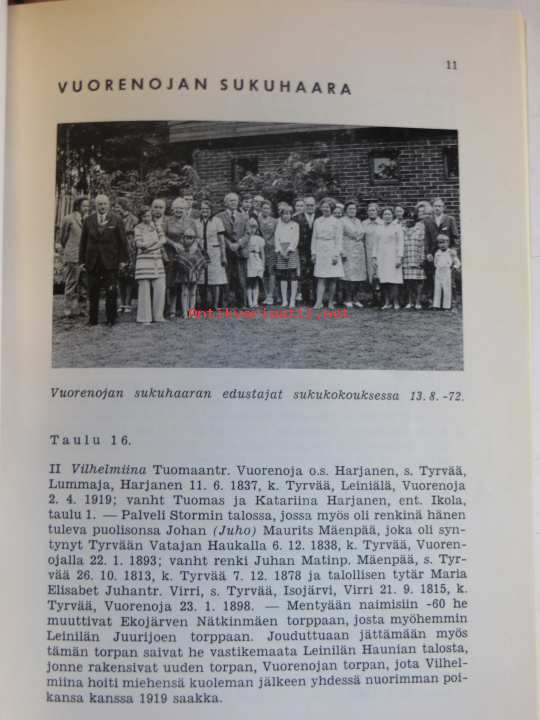 11
VUORENOJAN SUKUHAARA
Antikvariaatit.net
Vuorenojan sukuhaaran edustajat sukukokouksessa 13.8.-72.
Taulu 16.
II Vilhelmiina Tuomaantr. Vuorenoja o.s. Harjanen, s. Tyrvää,
Lummaja, Harjanen 11. 6. 1837, k. Tyrvää, Leiniälä, Vuorenoja
2. 4. 1919; vanht Tuomas ja Katariina Harjanen, ent. Ikola,
taulu 1. — Palveli Stormin talossa, jossa myös oli renkinä hänen
tuleva puolisonsa Johan (Juho) Maurits Mäenpää, joka oli syn-
tynyt Tyrvään Vatajan Haukalla 6. 12. 1838, k. Tyrvää, Vuoren-
ojalla 22. 1. 1893; vanht renki Juhan Matinp. Mäenpää, s. Tyr-
vää 26. 10. 1813, k. Tyrvää 7. 12. 1878 ja talollisen tytär Maria
Elisabet Juhantr. Virri, s. Tyrvää, Isojärvi, Virri 21. 9. 1815, k.
Tyrvää, Vuorenoja 23. 1. 1898. — Mentyään naimisiin -60 he
muuttivat Ekojärven Nätkinmäen torppaan, josta myöhemmin
Leinilän Juurijoen torppaan. Jouduttuaan jättämään myös
tämän torpan saivat he vastikemaata Leinilän Haunian talosta,
jonne rakensivat uuden torpan, Vuorenojan torpan, jota Vilhel-
miina hoiti miehensä kuoleman jälkeen yhdessä nuorimman poi-
kansa kanssa 1919 saakka.